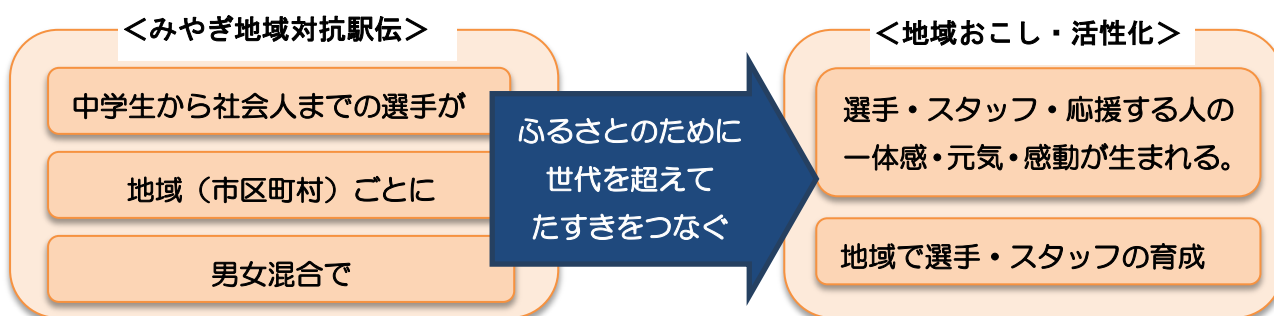 ＜みやぎ地域対抗駅伝＞
中学生から社会人までの選手が
地域（市区町村）ごとに
男女混合で
ふるさとのために
世代を超えて
たすきをつなぐ
＜地域おこし・活性化＞
選手・スタッフ・応援する人の
一体感・元気・感動が生まれる。
地域で選手・スタッフの育成